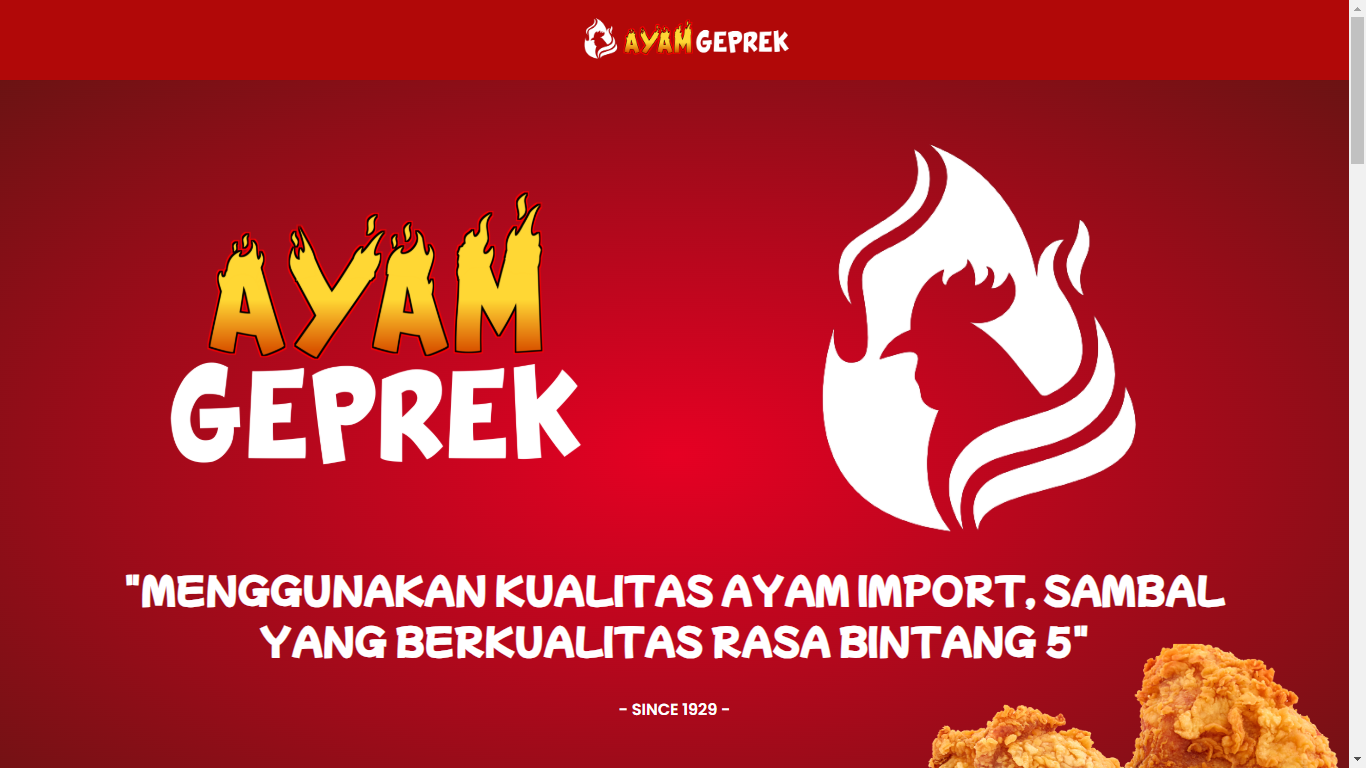 AYAM GEPREK
AYAM
GEPREK
"MENGGUNAKAN KUALITAS AYAM IMPORT, SAMBAL
YANG BERKUALITAS RASA BINTANG 5"
- SINCE 1929 -